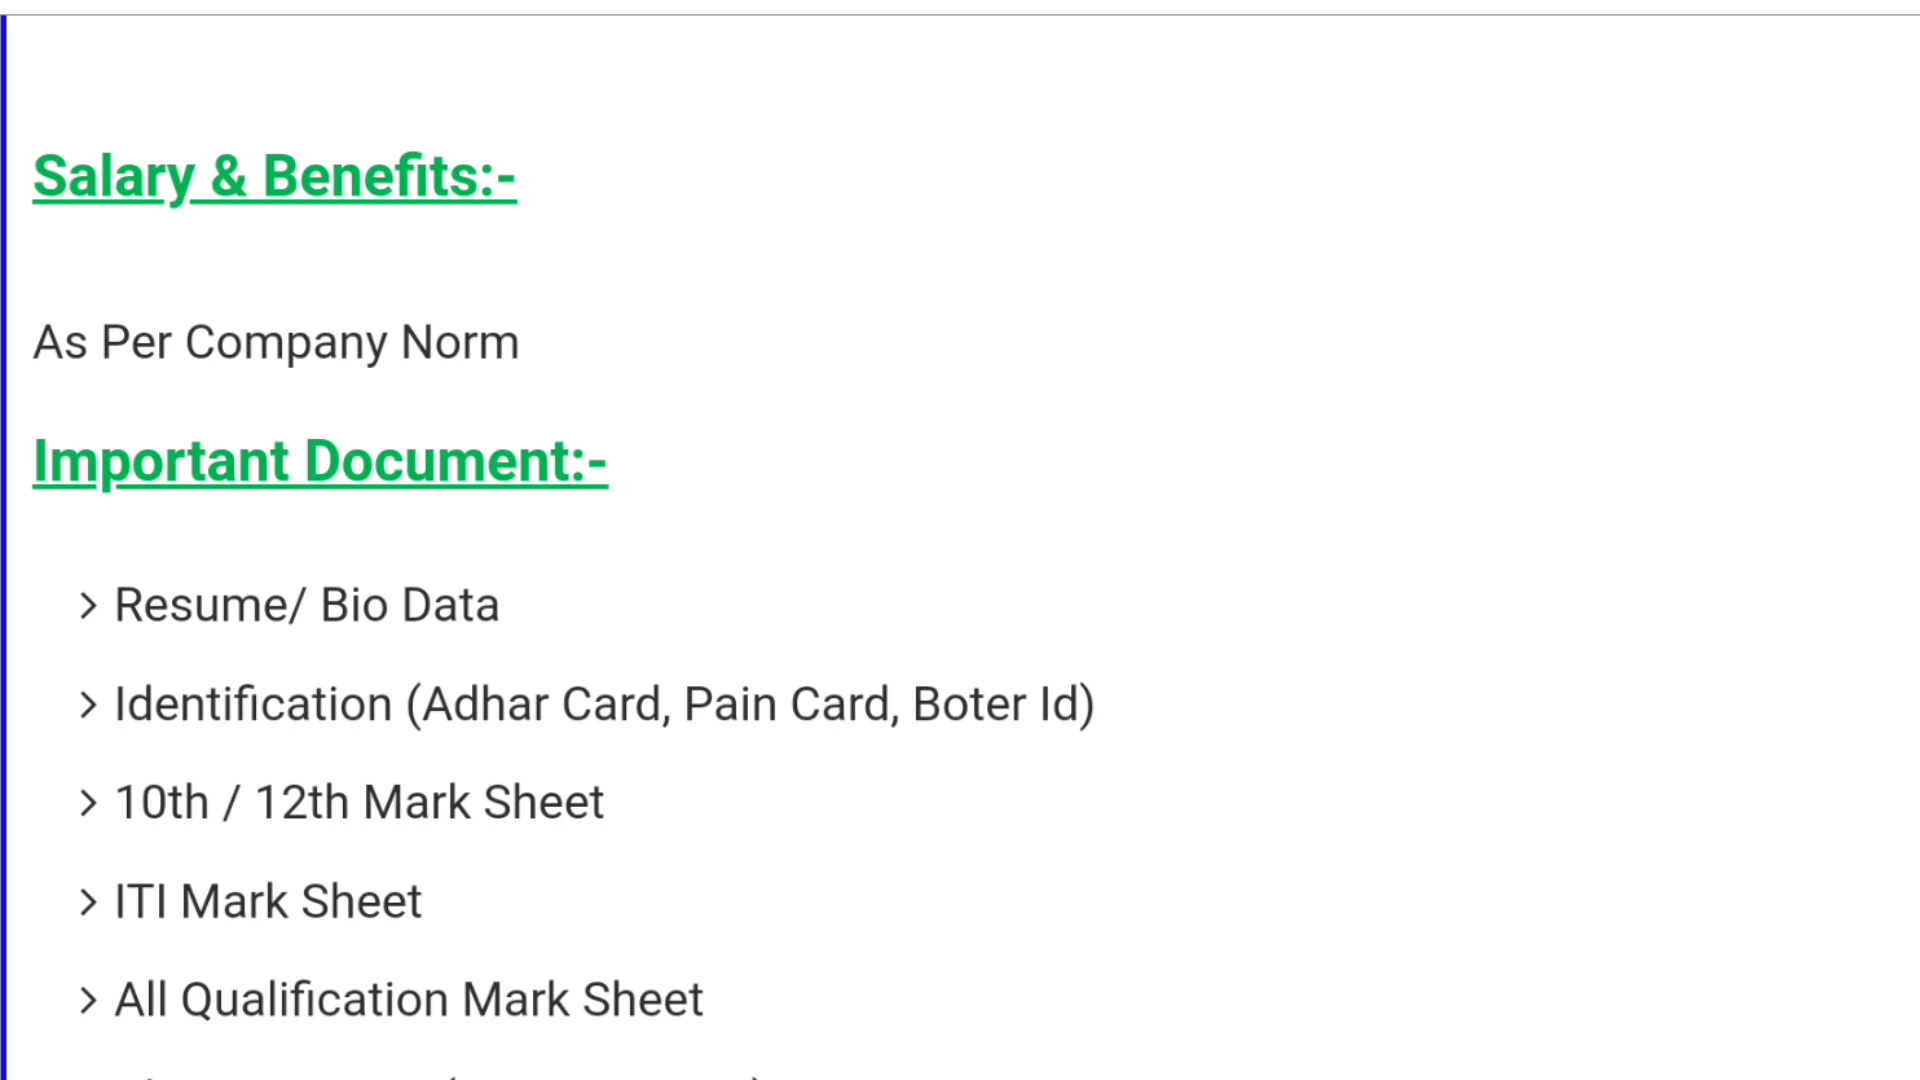 Salary & Benefits:-
As Per Company Norm
Important Document:-
> Resume/ Bio Data
> Identification (Adhar Card, Pain Card, Boter Id)
> 10th / 12th Mark Sheet
> ITI Mark Sheet
> All Qualification Mark Sheet